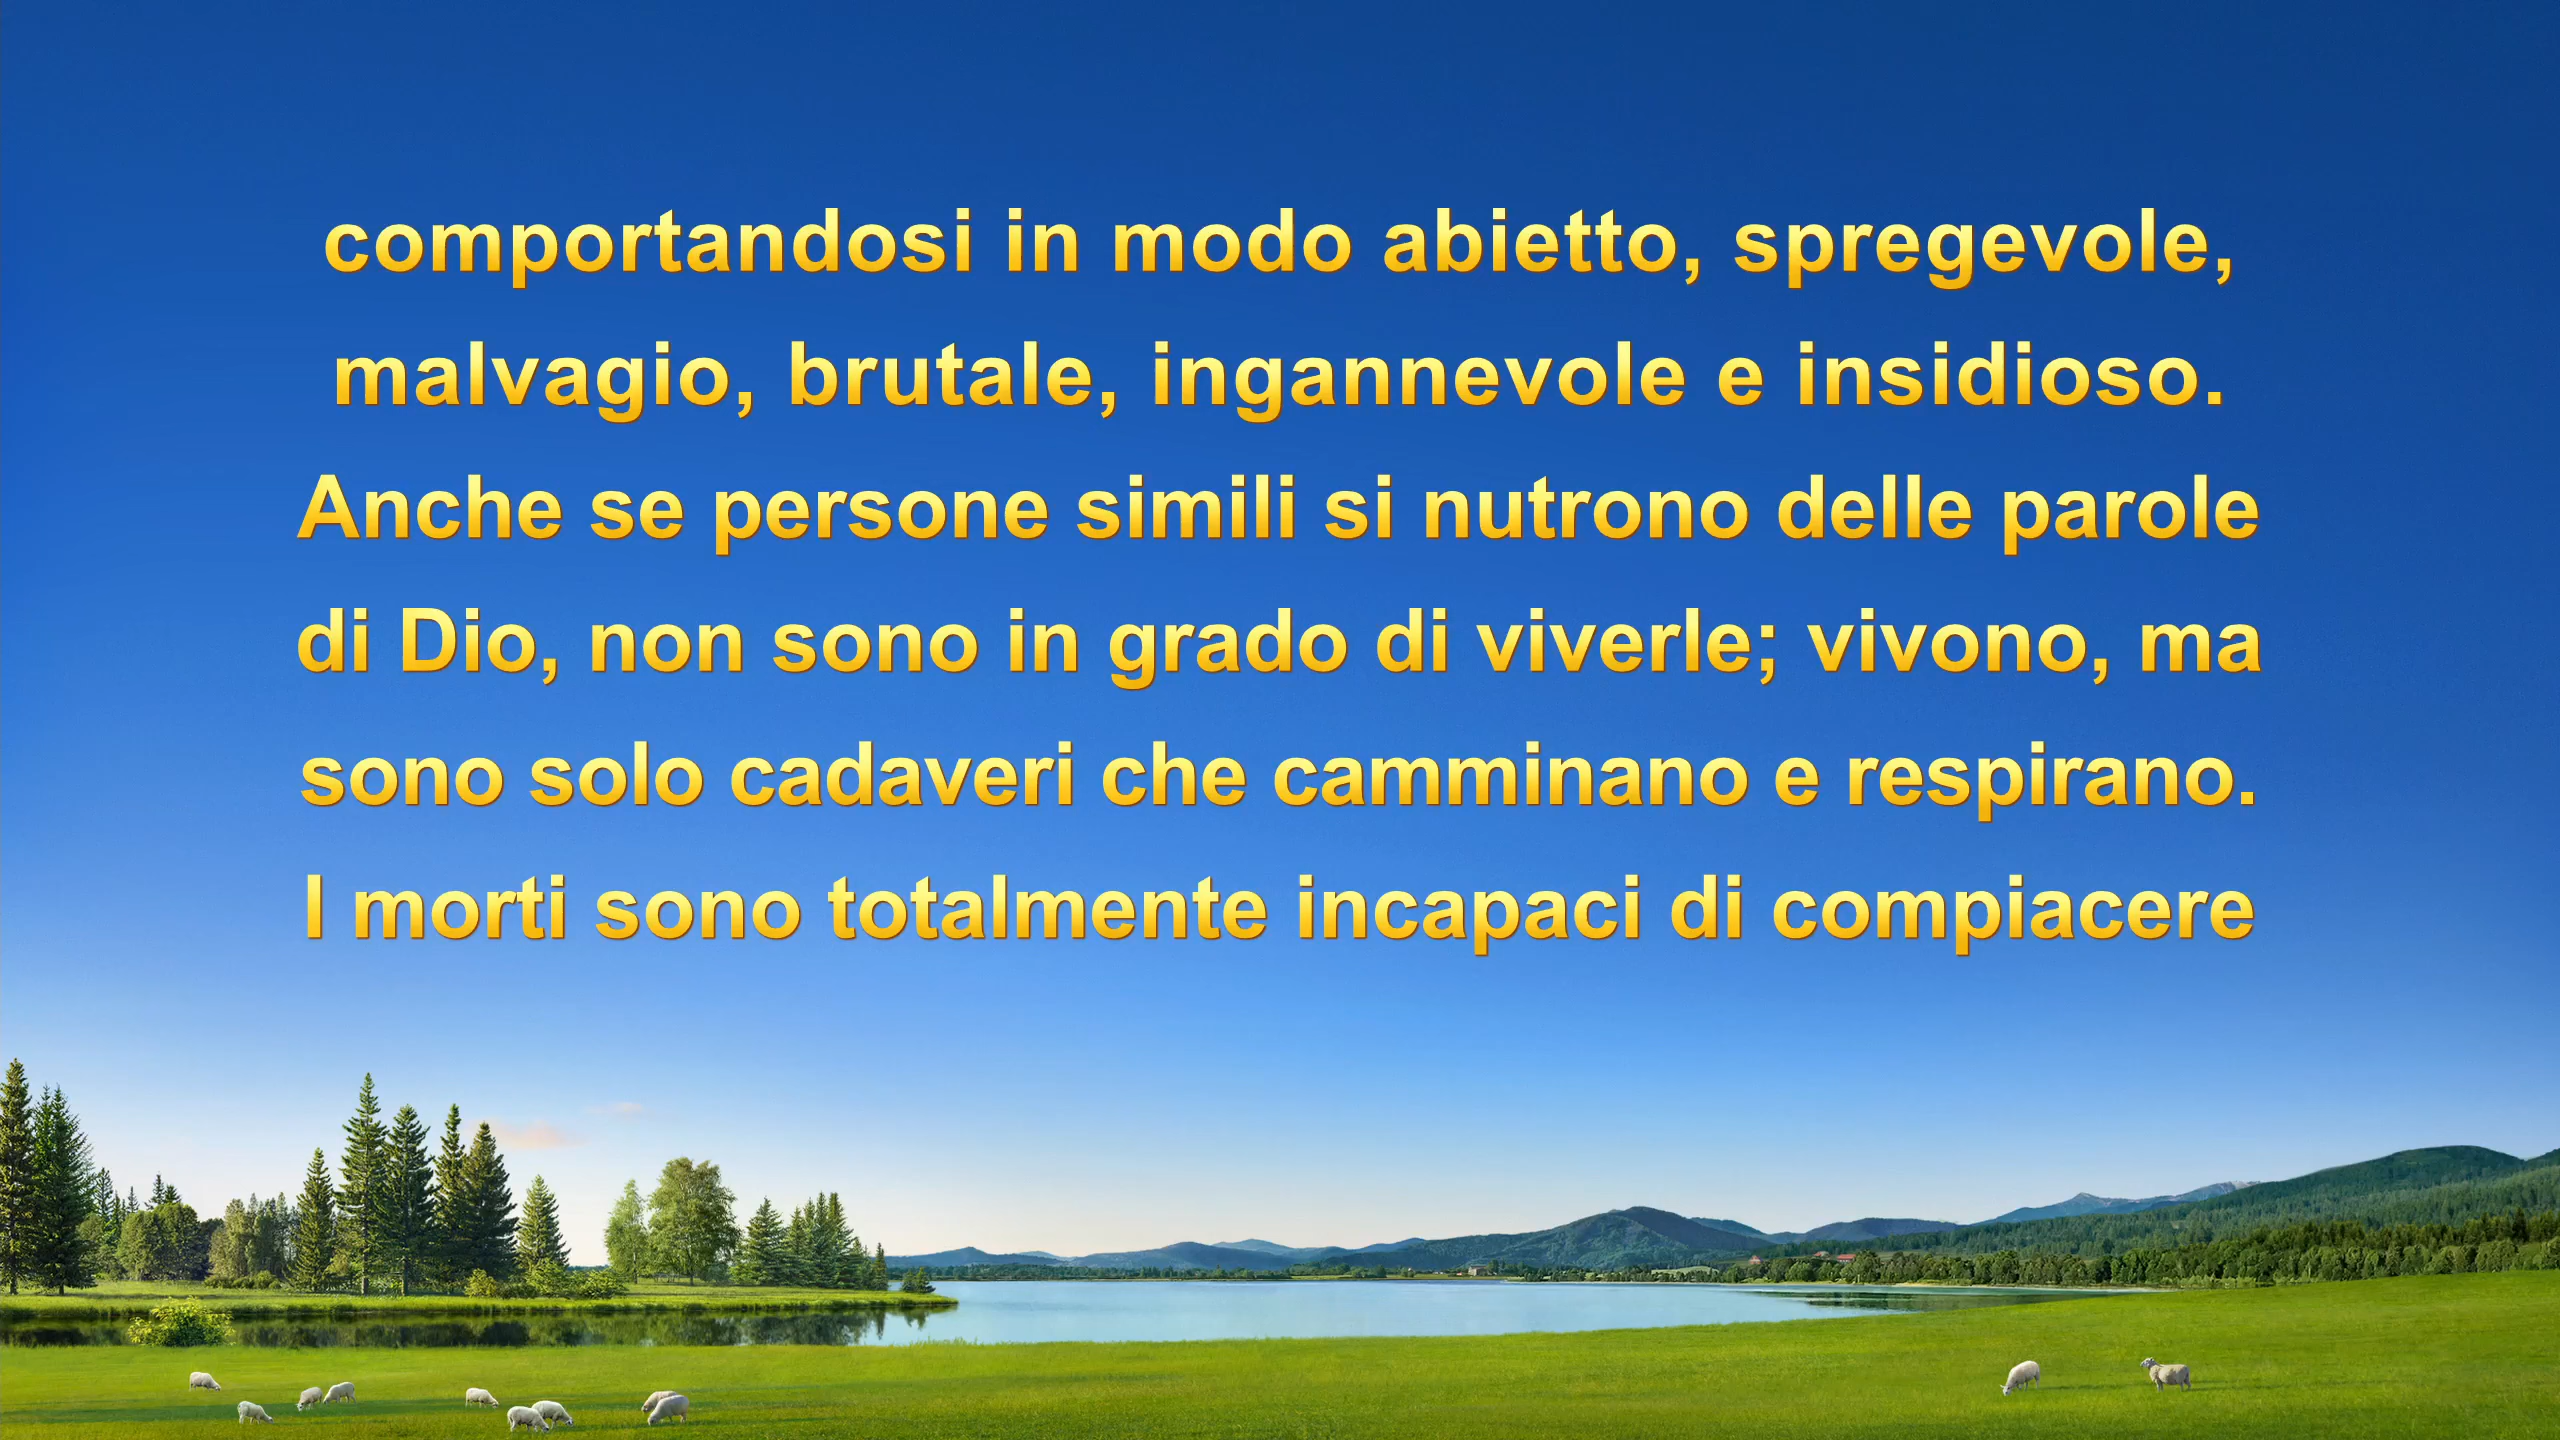 comportandosi in modo abietto, spregevole,
malvagio, brutale, ingannevole e insidioso.
Anche se persone simili si nutrono delle parole
di Dio, non sono in grado di viverle; vivono, ma
sono solo cadaveri che camminano e respirano.
I morti sono totalmente incapaci di compiacere